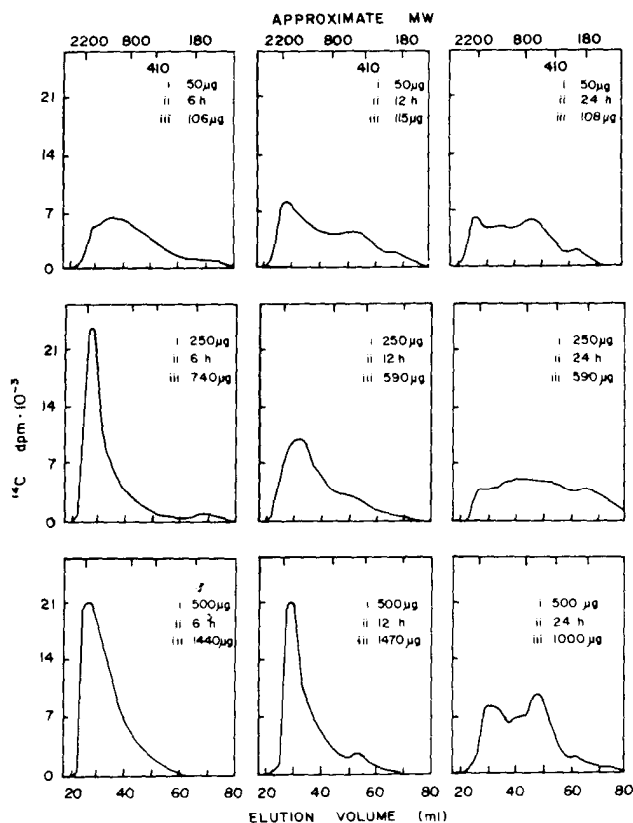 APPROXIMATE MW
2200 800 180 2200 800 180 2200 800 180
410 410 410
i 50µg i 50µg i 50µg
ii 6 h ii 12 h ii 24 h
iii 106µg iii 115µg iii 108µg
21
14
7
0
i 250µg i 250µg i 250µg
ii 6 h ii 12 h ii 24 h
iii 740µg iii 590µg iii 590µg
21
14
7
0
¹⁴C dpm·10⁻³
i 500µg i 500µg i 500 µg
ii 6 h ii 12 h ii 24 h
iii 1440µg iii 1470µg iii 1000µg
21
14
7
0
20 40 60 80 20 40 60 80 20 40 60 80
ELUTION VOLUME (ml)